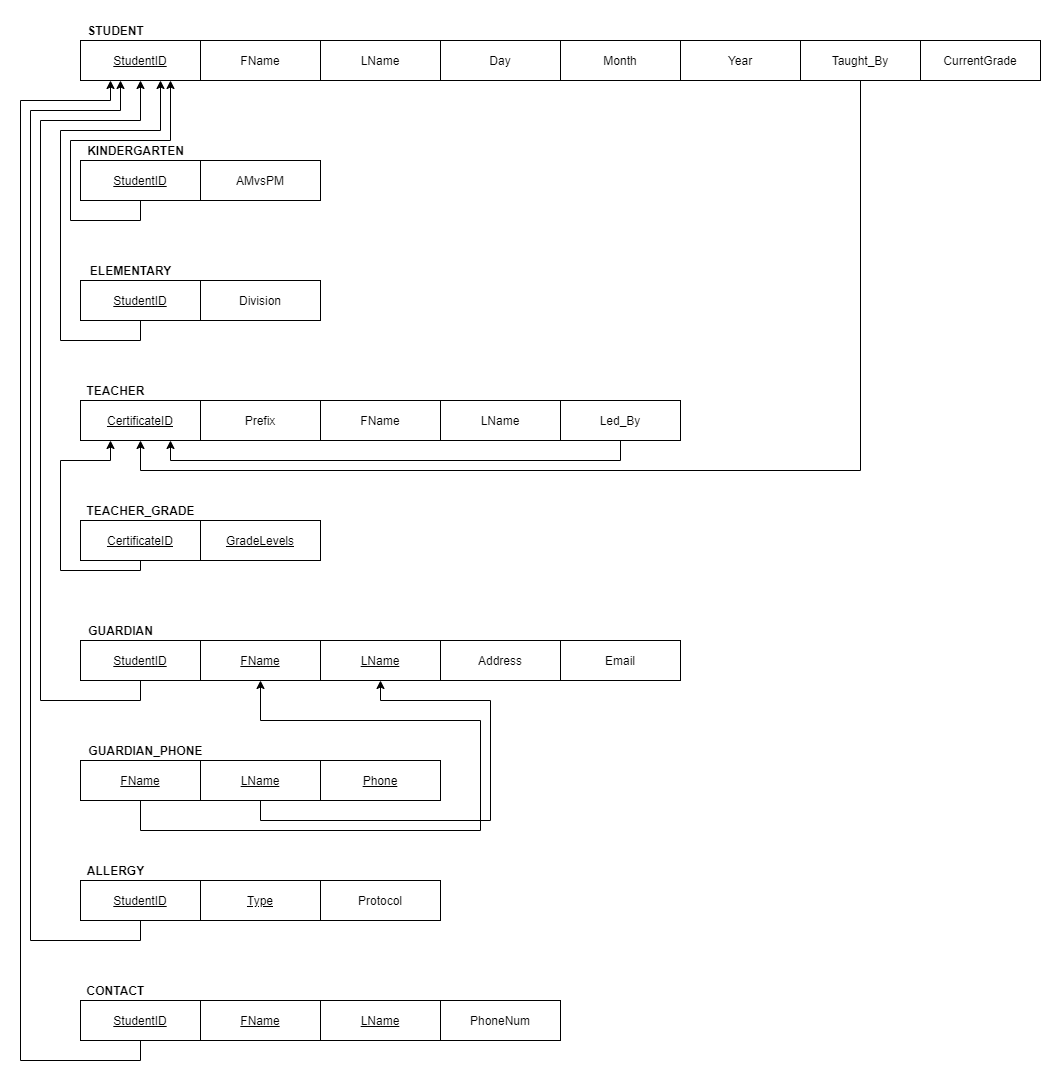 STUDENT
StudentID FName LName Day Month Year Taught_By CurrentGrade
KINDERGARTEN
StudentID AMvsPM
ELEMENTARY
StudentID Division
TEACHER
CertificateID Prefix FName LName Led_By
TEACHER_GRADE
CertificateID GradeLevels
GUARDIAN
StudentID FName LName Address Email
GUARDIAN_PHONE
FName LName Phone
ALLERGY
StudentID Type Protocol
CONTACT
StudentID FName LName PhoneNum